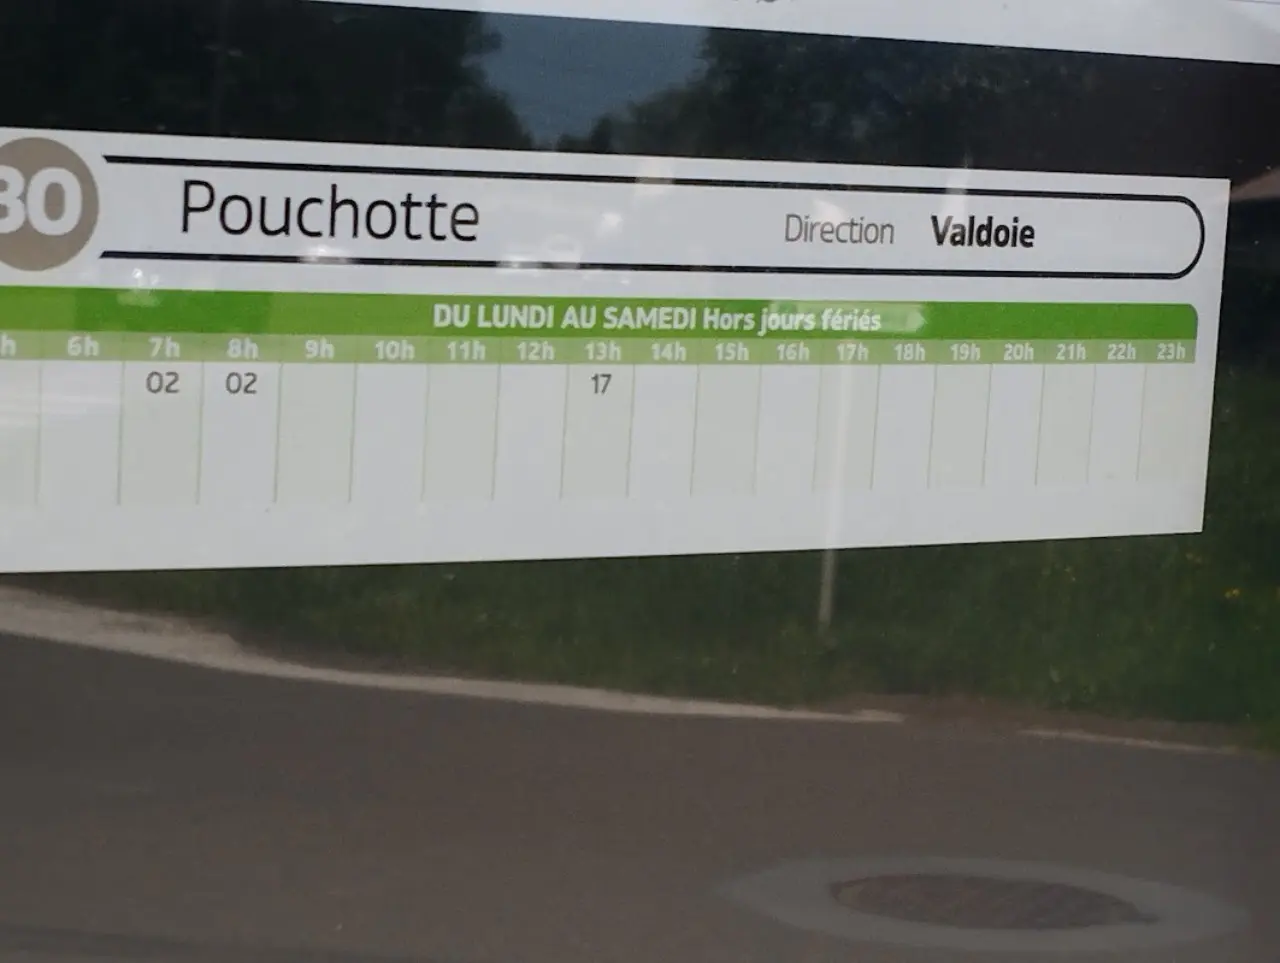 30 Pouchotte Direction Valdoie
DU LUNDI AU SAMEDI Hors jours fériés
h 6h 7h 8h 9h 10h 11h 12h 13h 14h 15h 16h 17h 18h 19h 20h 21h 22h 23h
02 02 17